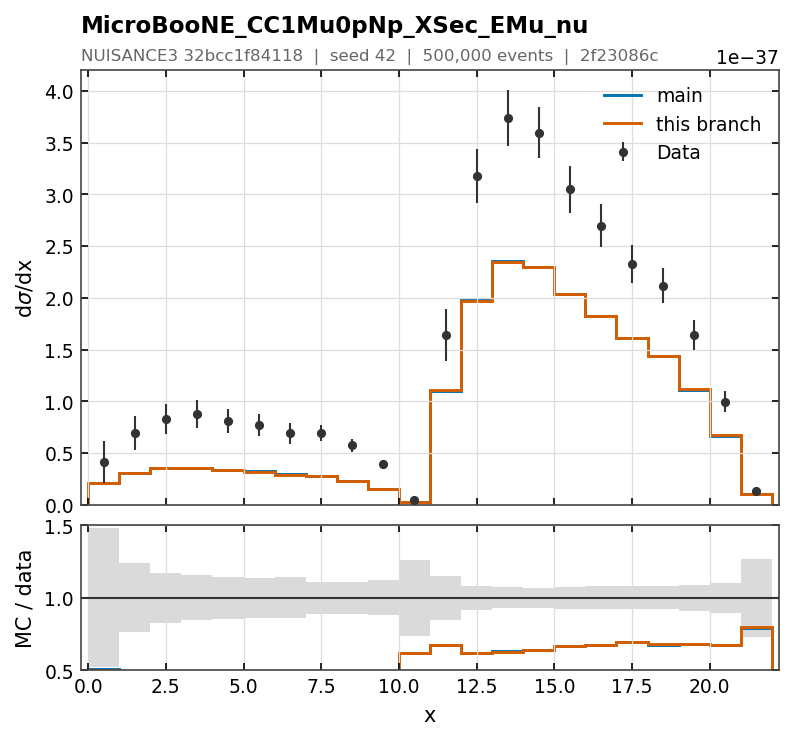 MicroBooNE_CC1Mu0pNp_XSec_EMu_nu
NUISANCE3 32bcc1f84118 | seed 42 | 500,000 events | 2f23086c
1e−37
main
this branch
Data
dσ/dx
4.0
3.5
3.0
2.5
2.0
1.5
1.0
0.5
0.0
MC / data
1.5
1.0
0.5
0.0 2.5 5.0 7.5 10.0 12.5 15.0 17.5 20.0
x